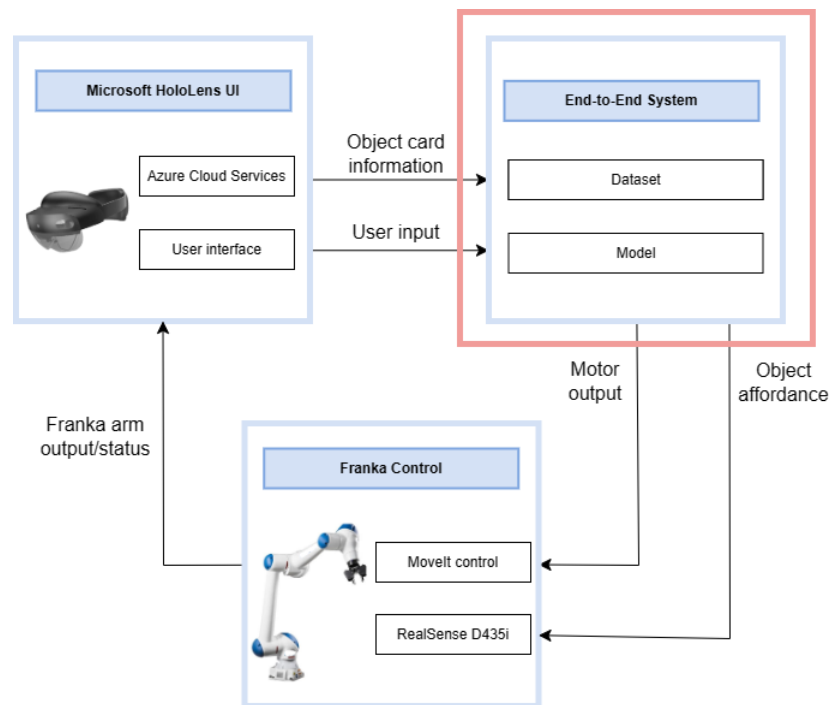 Microsoft HoloLens UI
Azure Cloud Services
User interface
Object card
information
User input
End-to-End System
Dataset
Model
Motor
output
Object
affordance
Franka arm
output/status
Franka Control
MoveIt control
RealSense D435i